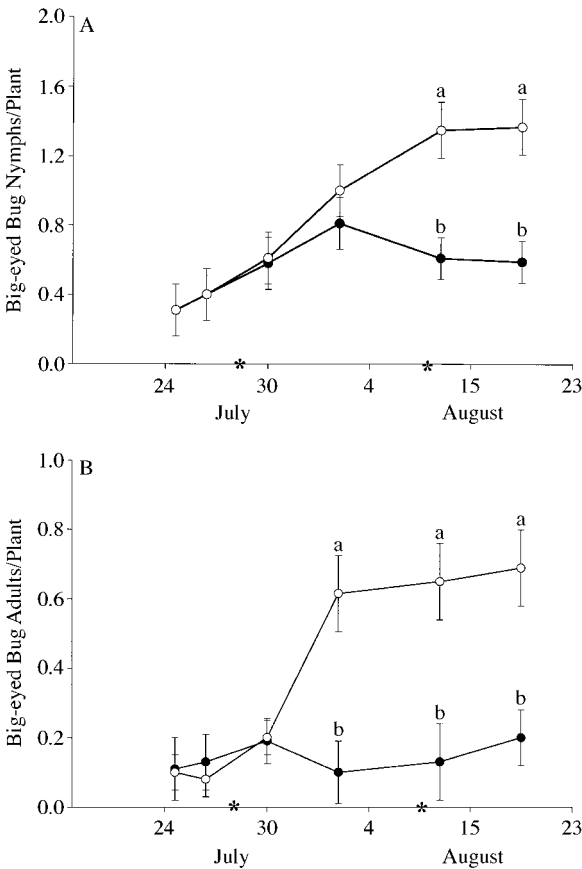 A
Big-eyed Bug Nymphs/Plant
2.0
1.6
1.2
0.8
0.4
0.0
a a
b b
* *
24 30 4 15 23
July August
B
Big-eyed Bug Adults/Plant
1.0
0.8
0.6
0.4
0.2
0.0
a a a
b b b
* *
24 30 4 15 23
July August